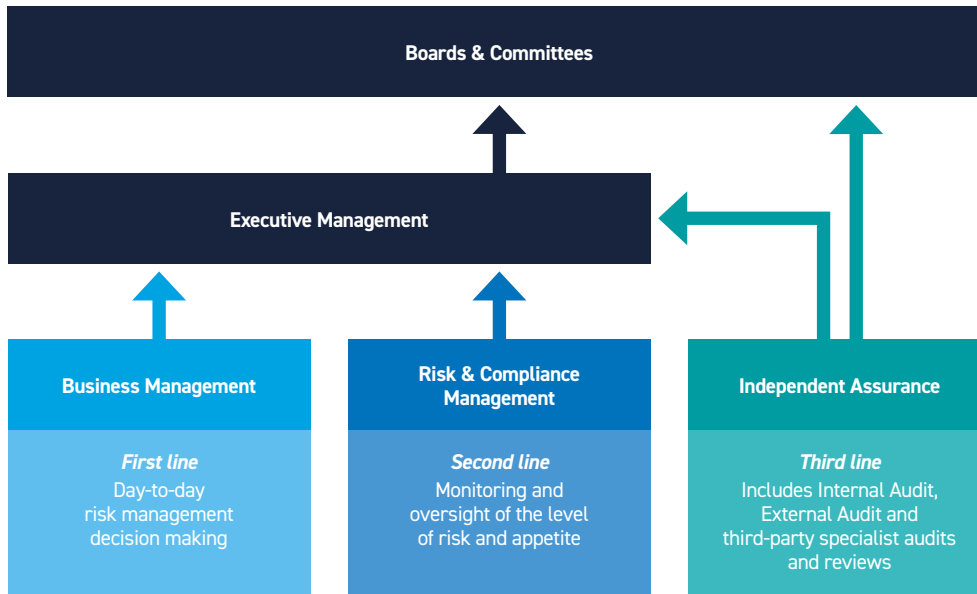 Boards & Committees
Executive Management
Business Management
First line
Day-to-day
risk management
decision making
Risk & Compliance
Management
Second line
Monitoring and
oversight of the level
of risk and appetite
Independent Assurance
Third line
Includes Internal Audit,
External Audit and
third-party specialist audits
and reviews